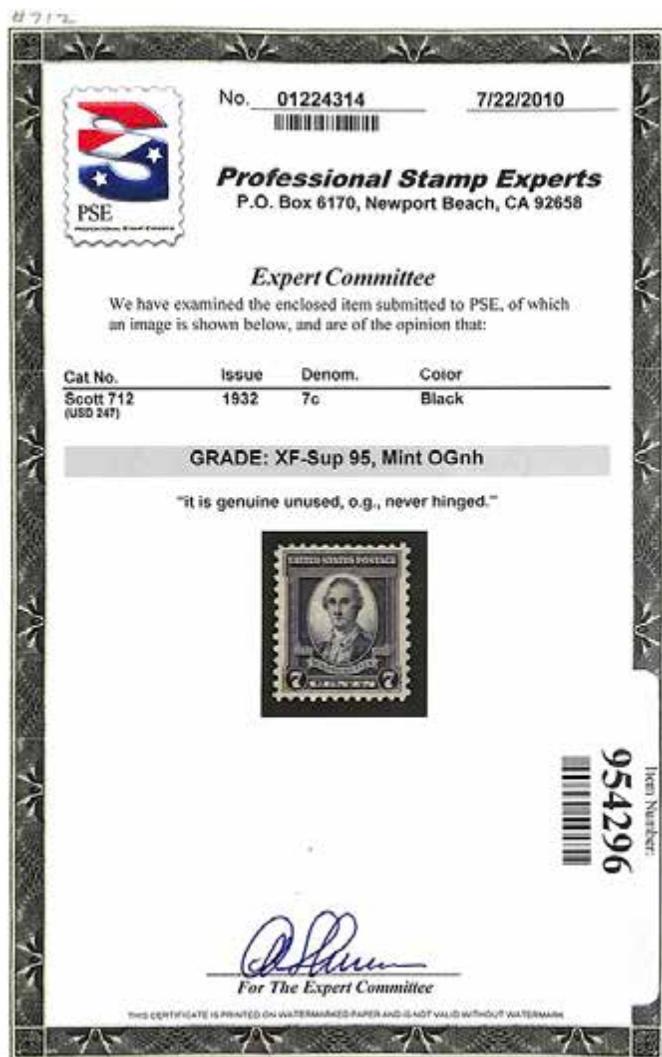 #712
No. 01224314 7/22/2010
PSE
Professional Stamp Experts
P.O. Box 6170, Newport Beach, CA 92658
Expert Committee
We have examined the enclosed item submitted to PSE, of which
an image is shown below, and are of the opinion that:
Cat No. Issue Denom. Color
Scott 712 1932 7c Black
(USD 247)
GRADE: XF-Sup 95, Mint OGnh
"it is genuine unused, o.g., never hinged."
UNITED STATES POSTAGE
7 7
Item Number:
954296
For The Expert Committee
THIS CERTIFICATE IS PRINTED ON WATERMARKED PAPER AND IS NOT VALID WITHOUT WATERMARK